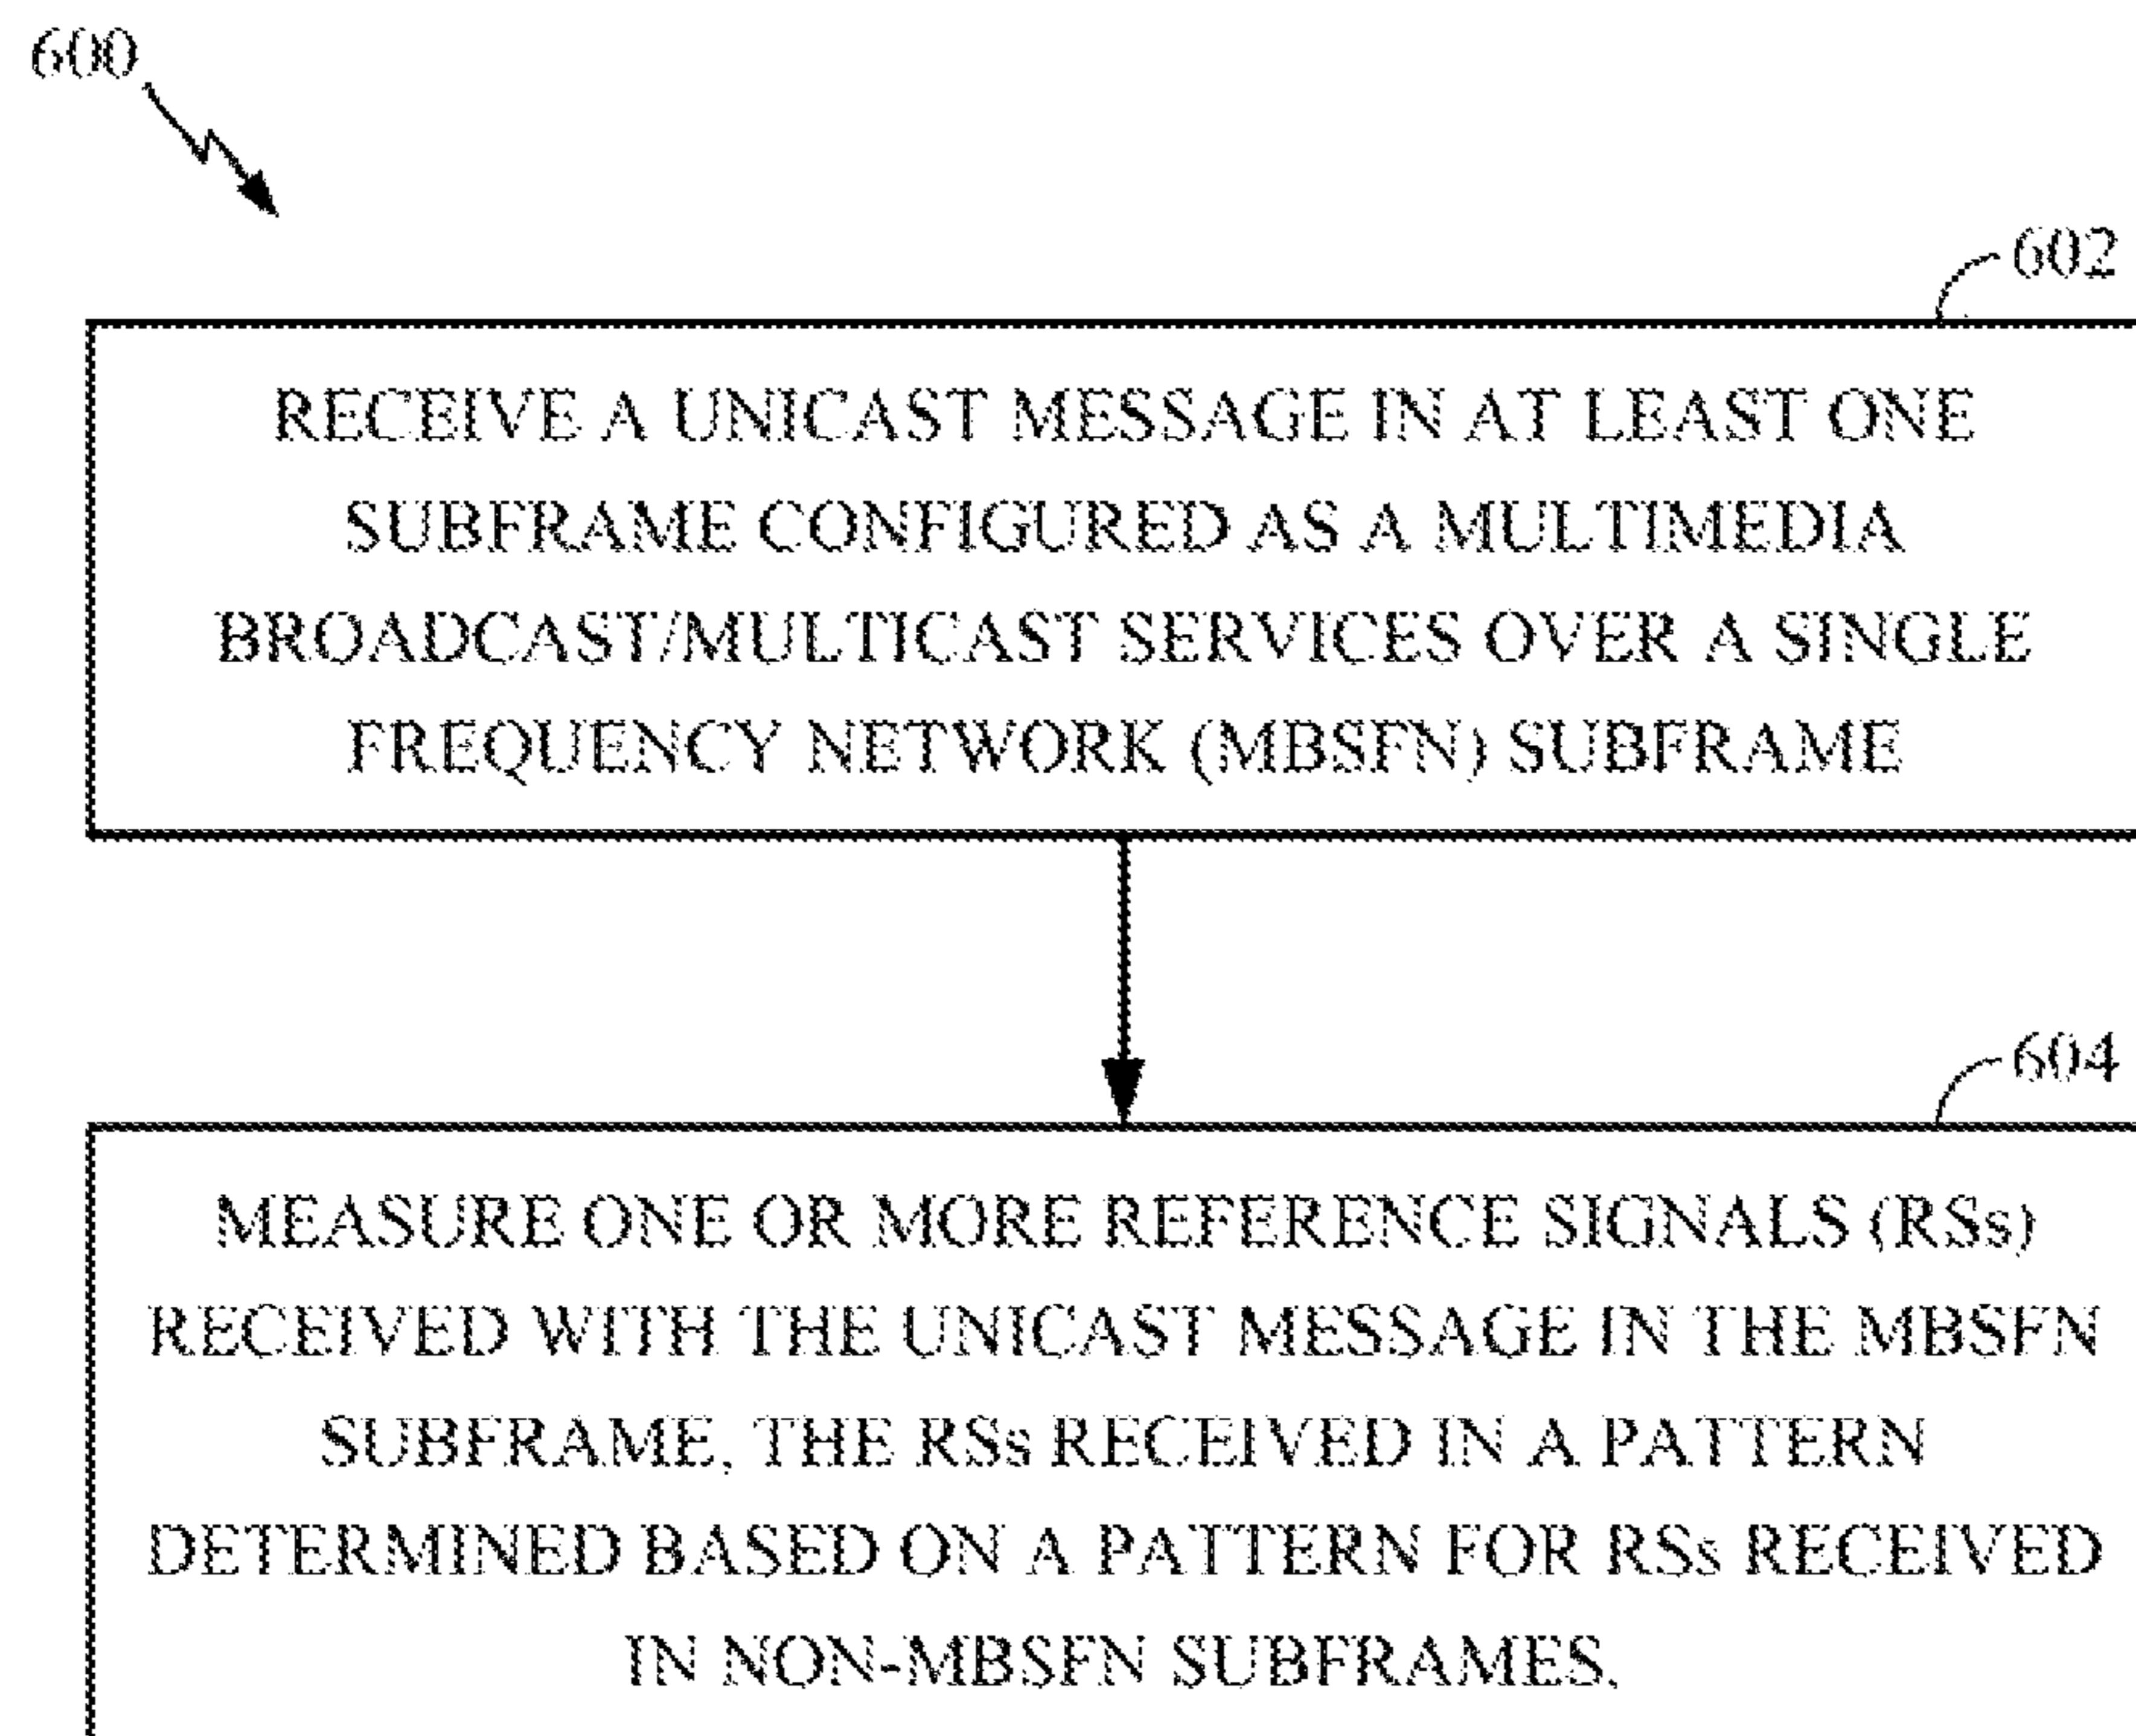 600
602
RECEIVE A UNICAST MESSAGE IN AT LEAST ONE
SUBFRAME CONFIGURED AS A MULTIMEDIA
BROADCAST/MULTICAST SERVICES OVER A SINGLE
FREQUENCY NETWORK (MBSFN) SUBFRAME
604
MEASURE ONE OR MORE REFERENCE SIGNALS (RSs)
RECEIVED WITH THE UNICAST MESSAGE IN THE MBSFN
SUBFRAME, THE RSs RECEIVED IN A PATTERN
DETERMINED BASED ON A PATTERN FOR RSs RECEIVED
IN NON-MBSFN SUBFRAMES.